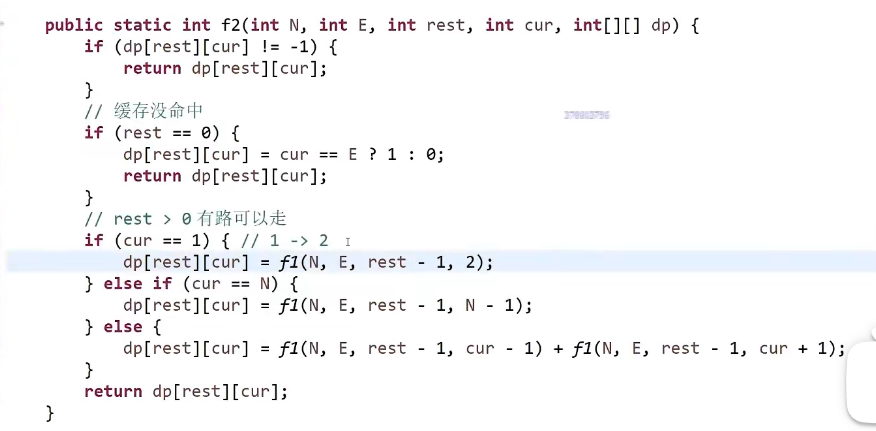 public static int f2(int N, int E, int rest, int cur, int[][] dp) {
if (dp[rest][cur] != -1) {
return dp[rest][cur];
}
// 缓存没命中
if (rest == 0) {
dp[rest][cur] = cur == E ? 1 : 0;
return dp[rest][cur];
}
// rest > 0 有路可以走
if (cur == 1) { // 1 -> 2
dp[rest][cur] = f1(N, E, rest - 1, 2);
} else if (cur == N) {
dp[rest][cur] = f1(N, E, rest - 1, N - 1);
} else {
dp[rest][cur] = f1(N, E, rest - 1, cur - 1) + f1(N, E, rest - 1, cur + 1);
}
return dp[rest][cur];
}